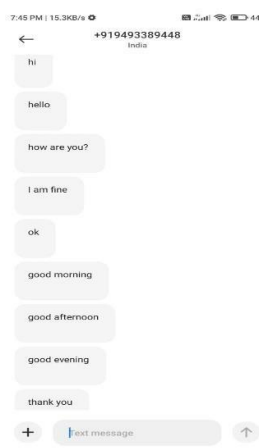 7:45 PM | 15.3KB/s
44
+919493389448
India
hi
hello
how are you?
I am fine
ok
good morning
good afternoon
good evening
thank you
Text message